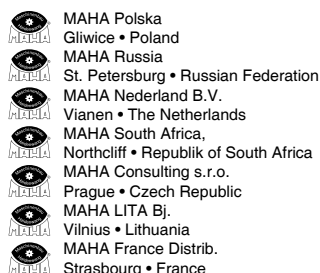 MAHA Polska
Gliwice • Poland
MAHA Russia
St. Petersburg • Russian Federation
MAHA Nederland B.V.
Vianen • The Netherlands
MAHA South Africa,
Northcliff • Republik of South Africa
MAHA Consulting s.r.o.
Prague • Czech Republic
MAHA LITA Bj.
Vilnius • Lithuania
MAHA France Distrib.
Strasbourg • France